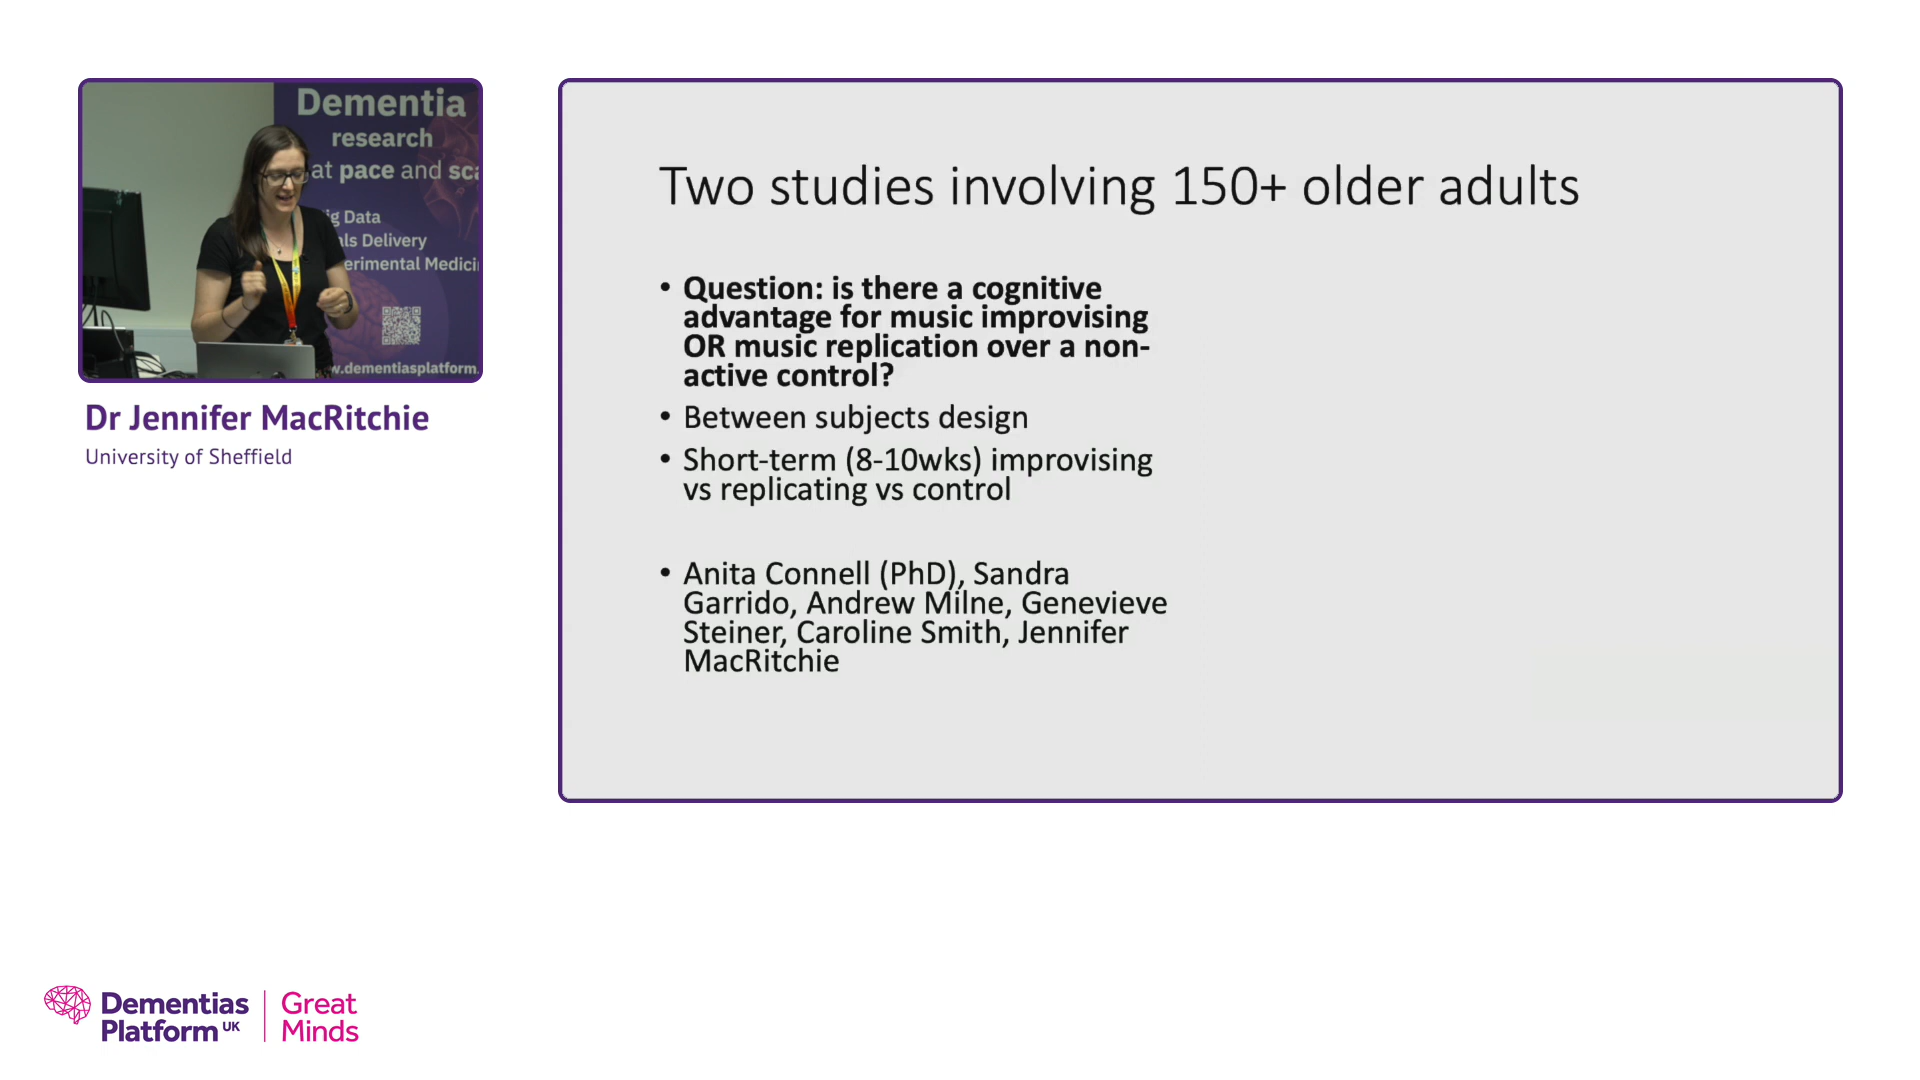 Dementia
research
at pace and
Data
Delivery
www.dementiasplatform.
Dr Jennifer MacRitchie
University of Sheffield
Two studies involving 150+ older adults
• Question: is there a cognitive
advantage for music improvising
OR music replication over a non-
active control?
• Between subjects design
• Short-term (8-10wks) improvising
vs replicating vs control
• Anita Connell (PhD), Sandra
Garrido, Andrew Milne, Genevieve
Steiner, Caroline Smith, Jennifer
MacRitchie
Dementias
Platform UK
Great
Minds